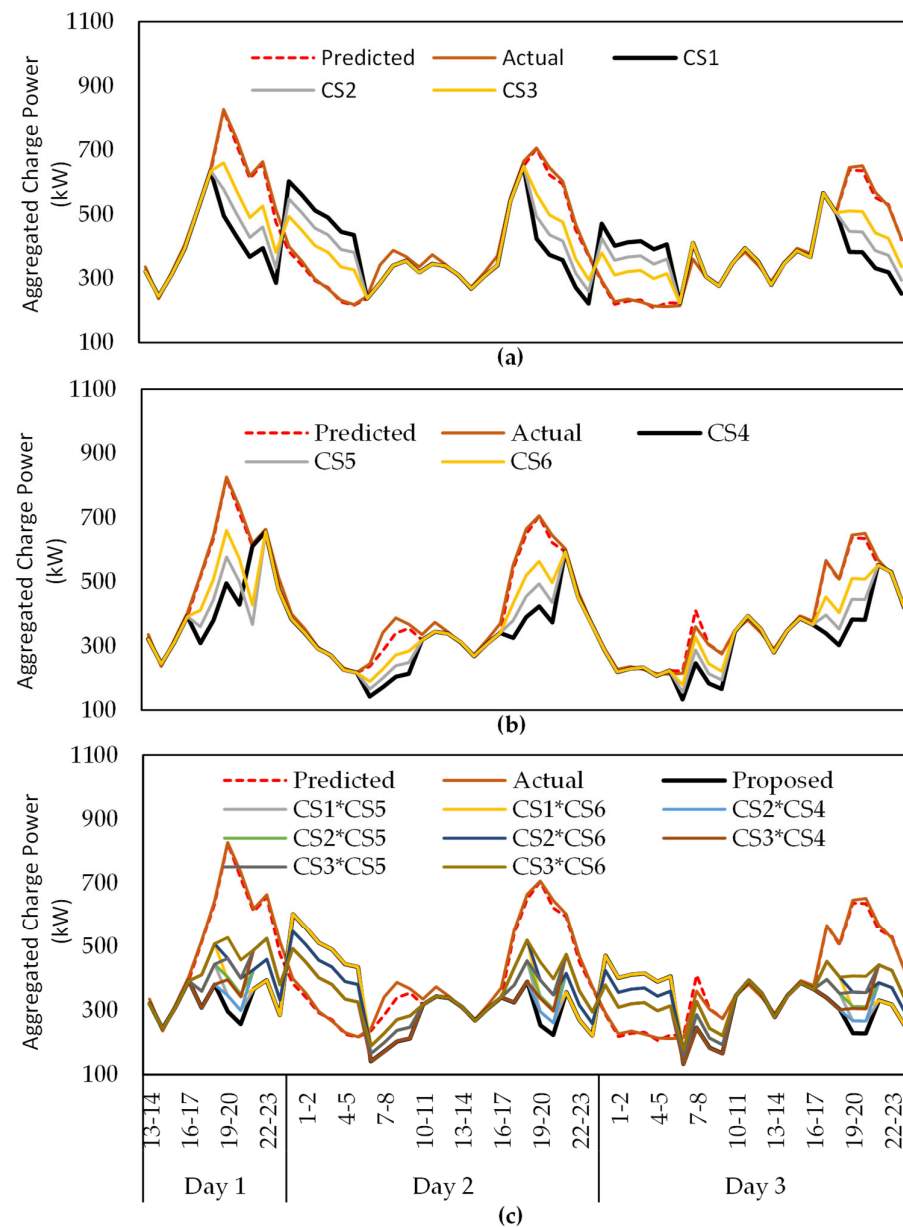 1100
900
700
500
300
100
Aggregated Charge Power
(kW)
Predicted
Actual
CS1
CS2
CS3
(a)
1100
900
700
500
300
100
Aggregated Charge Power
(kW)
Predicted
Actual
CS4
CS5
CS6
(b)
1100
900
700
500
300
100
Aggregated Charge Power
(kW)
Predicted
Actual
Proposed
CS1*CS5
CS1*CS6
CS2*CS4
CS2*CS5
CS2*CS6
CS3*CS4
CS3*CS5
CS3*CS6
13-14
16-17
19-20
22-23
1-2
4-5
7-8
10-11
13-14
16-17
19-20
22-23
1-2
4-5
7-8
10-11
13-14
16-17
19-20
22-23
Day 1
Day 2
Day 3
(c)